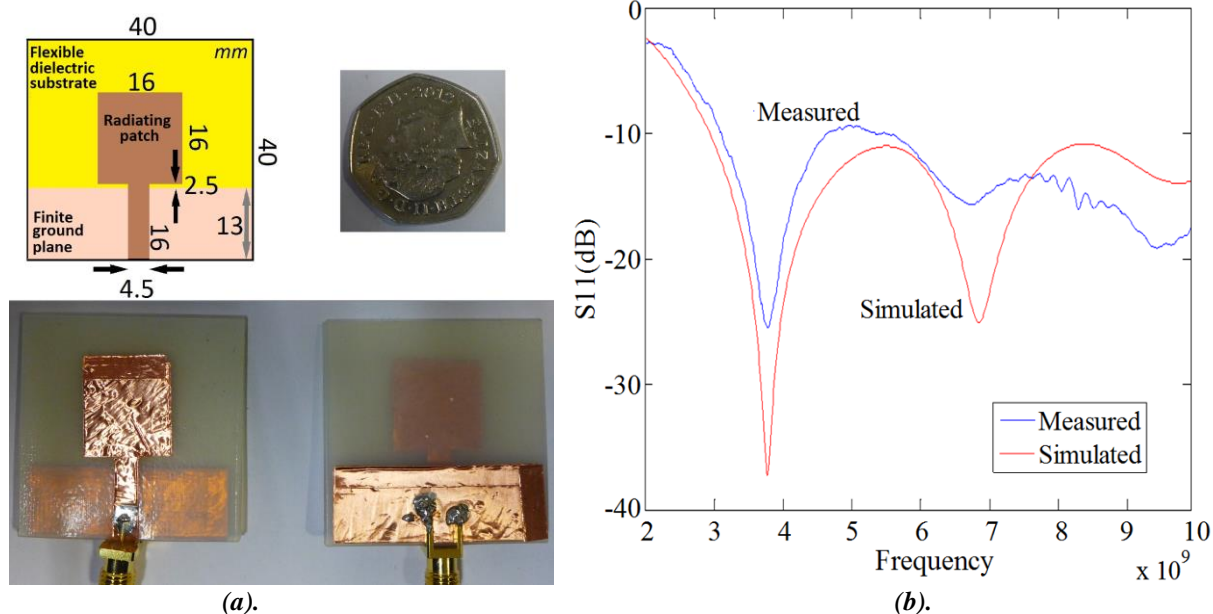 40
Flexible mm
dielectric
substrate
16
Radiating
patch
16
40
2.5
Finite
ground
plane
13
16
4.5
2012
(a).
0
-10
-20
-30
-40
S11(dB)
Measured
Simulated
Measured
Simulated
2 3 4 5 6 7 8 9 10
Frequency
x 10⁹
(b).